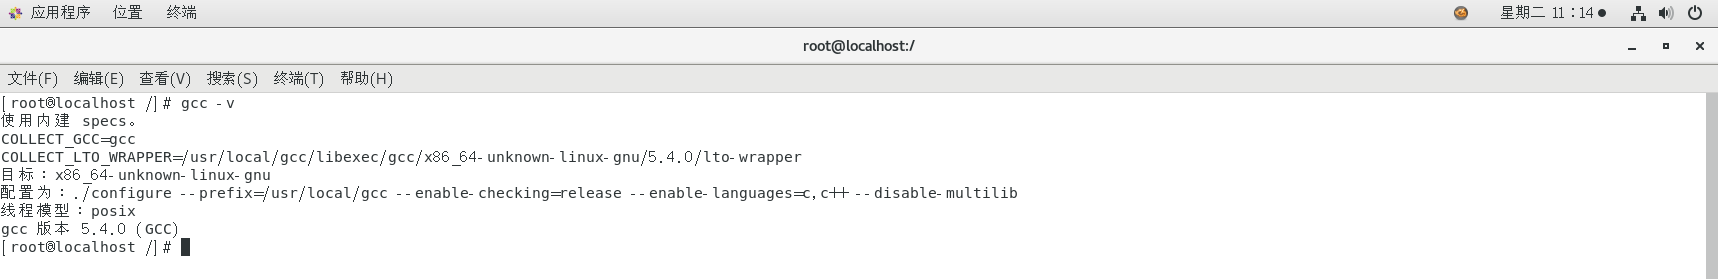 应用程序 位置 终端 星期二 11：14
root@localhost:/
文件(F) 编辑(E) 查看(V) 搜索(S) 终端(T) 帮助(H)
[root@localhost /]# gcc -v
使用内建 specs。
COLLECT_GCC=gcc
COLLECT_LTO_WRAPPER=/usr/local/gcc/libexec/gcc/x86_64-unknown-linux-gnu/5.4.0/lto-wrapper
目标：x86_64-unknown-linux-gnu
配置为：./configure --prefix=/usr/local/gcc --enable-checking=release --enable-languages=c,c++ --disable-multilib
线程模型：posix
gcc 版本 5.4.0 (GCC)
[root@localhost /]#